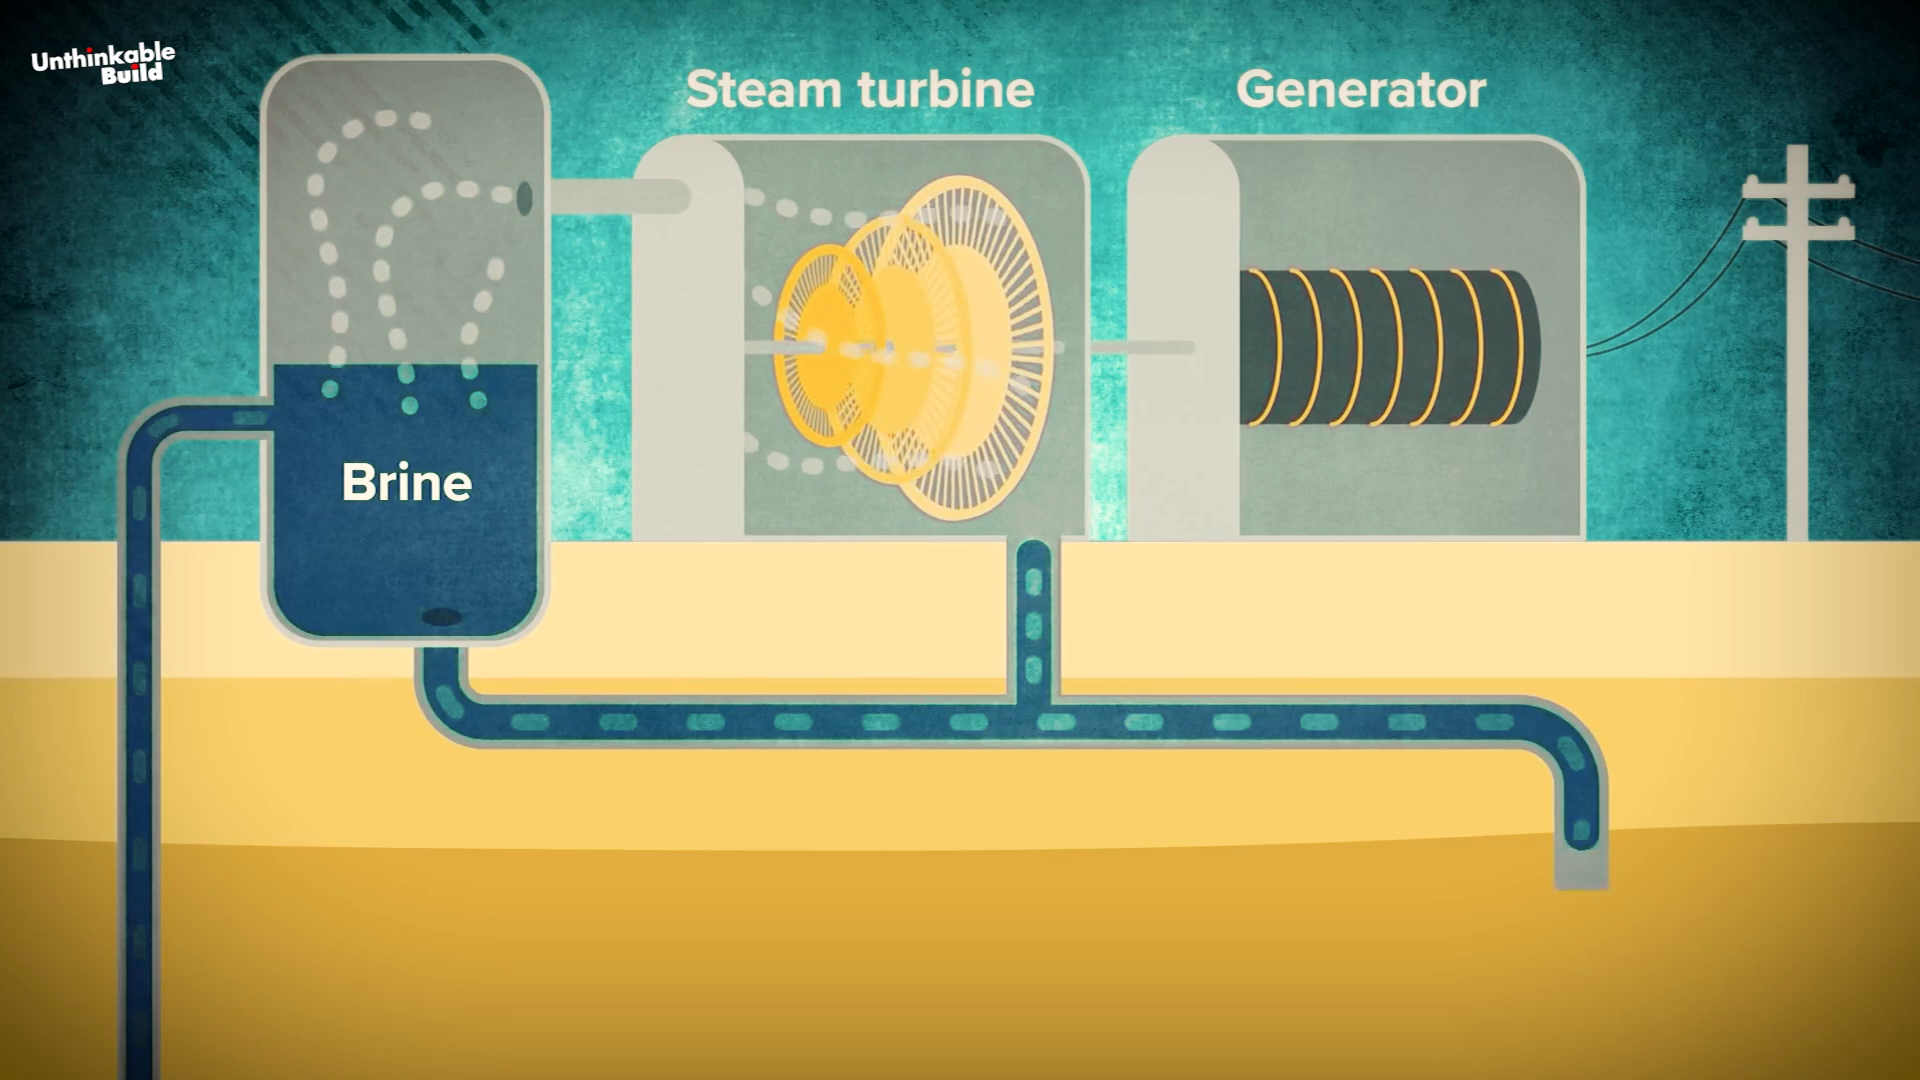 Unthinkable
Build
Steam turbine
Generator
Brine